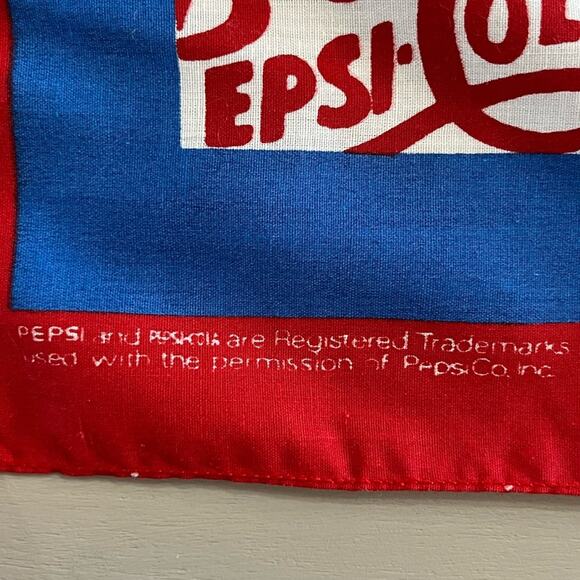 EPSI·COL
PEPSI and PEPSI-COLA are Registered Trademarks
used with the permission of PepsiCo, Inc.